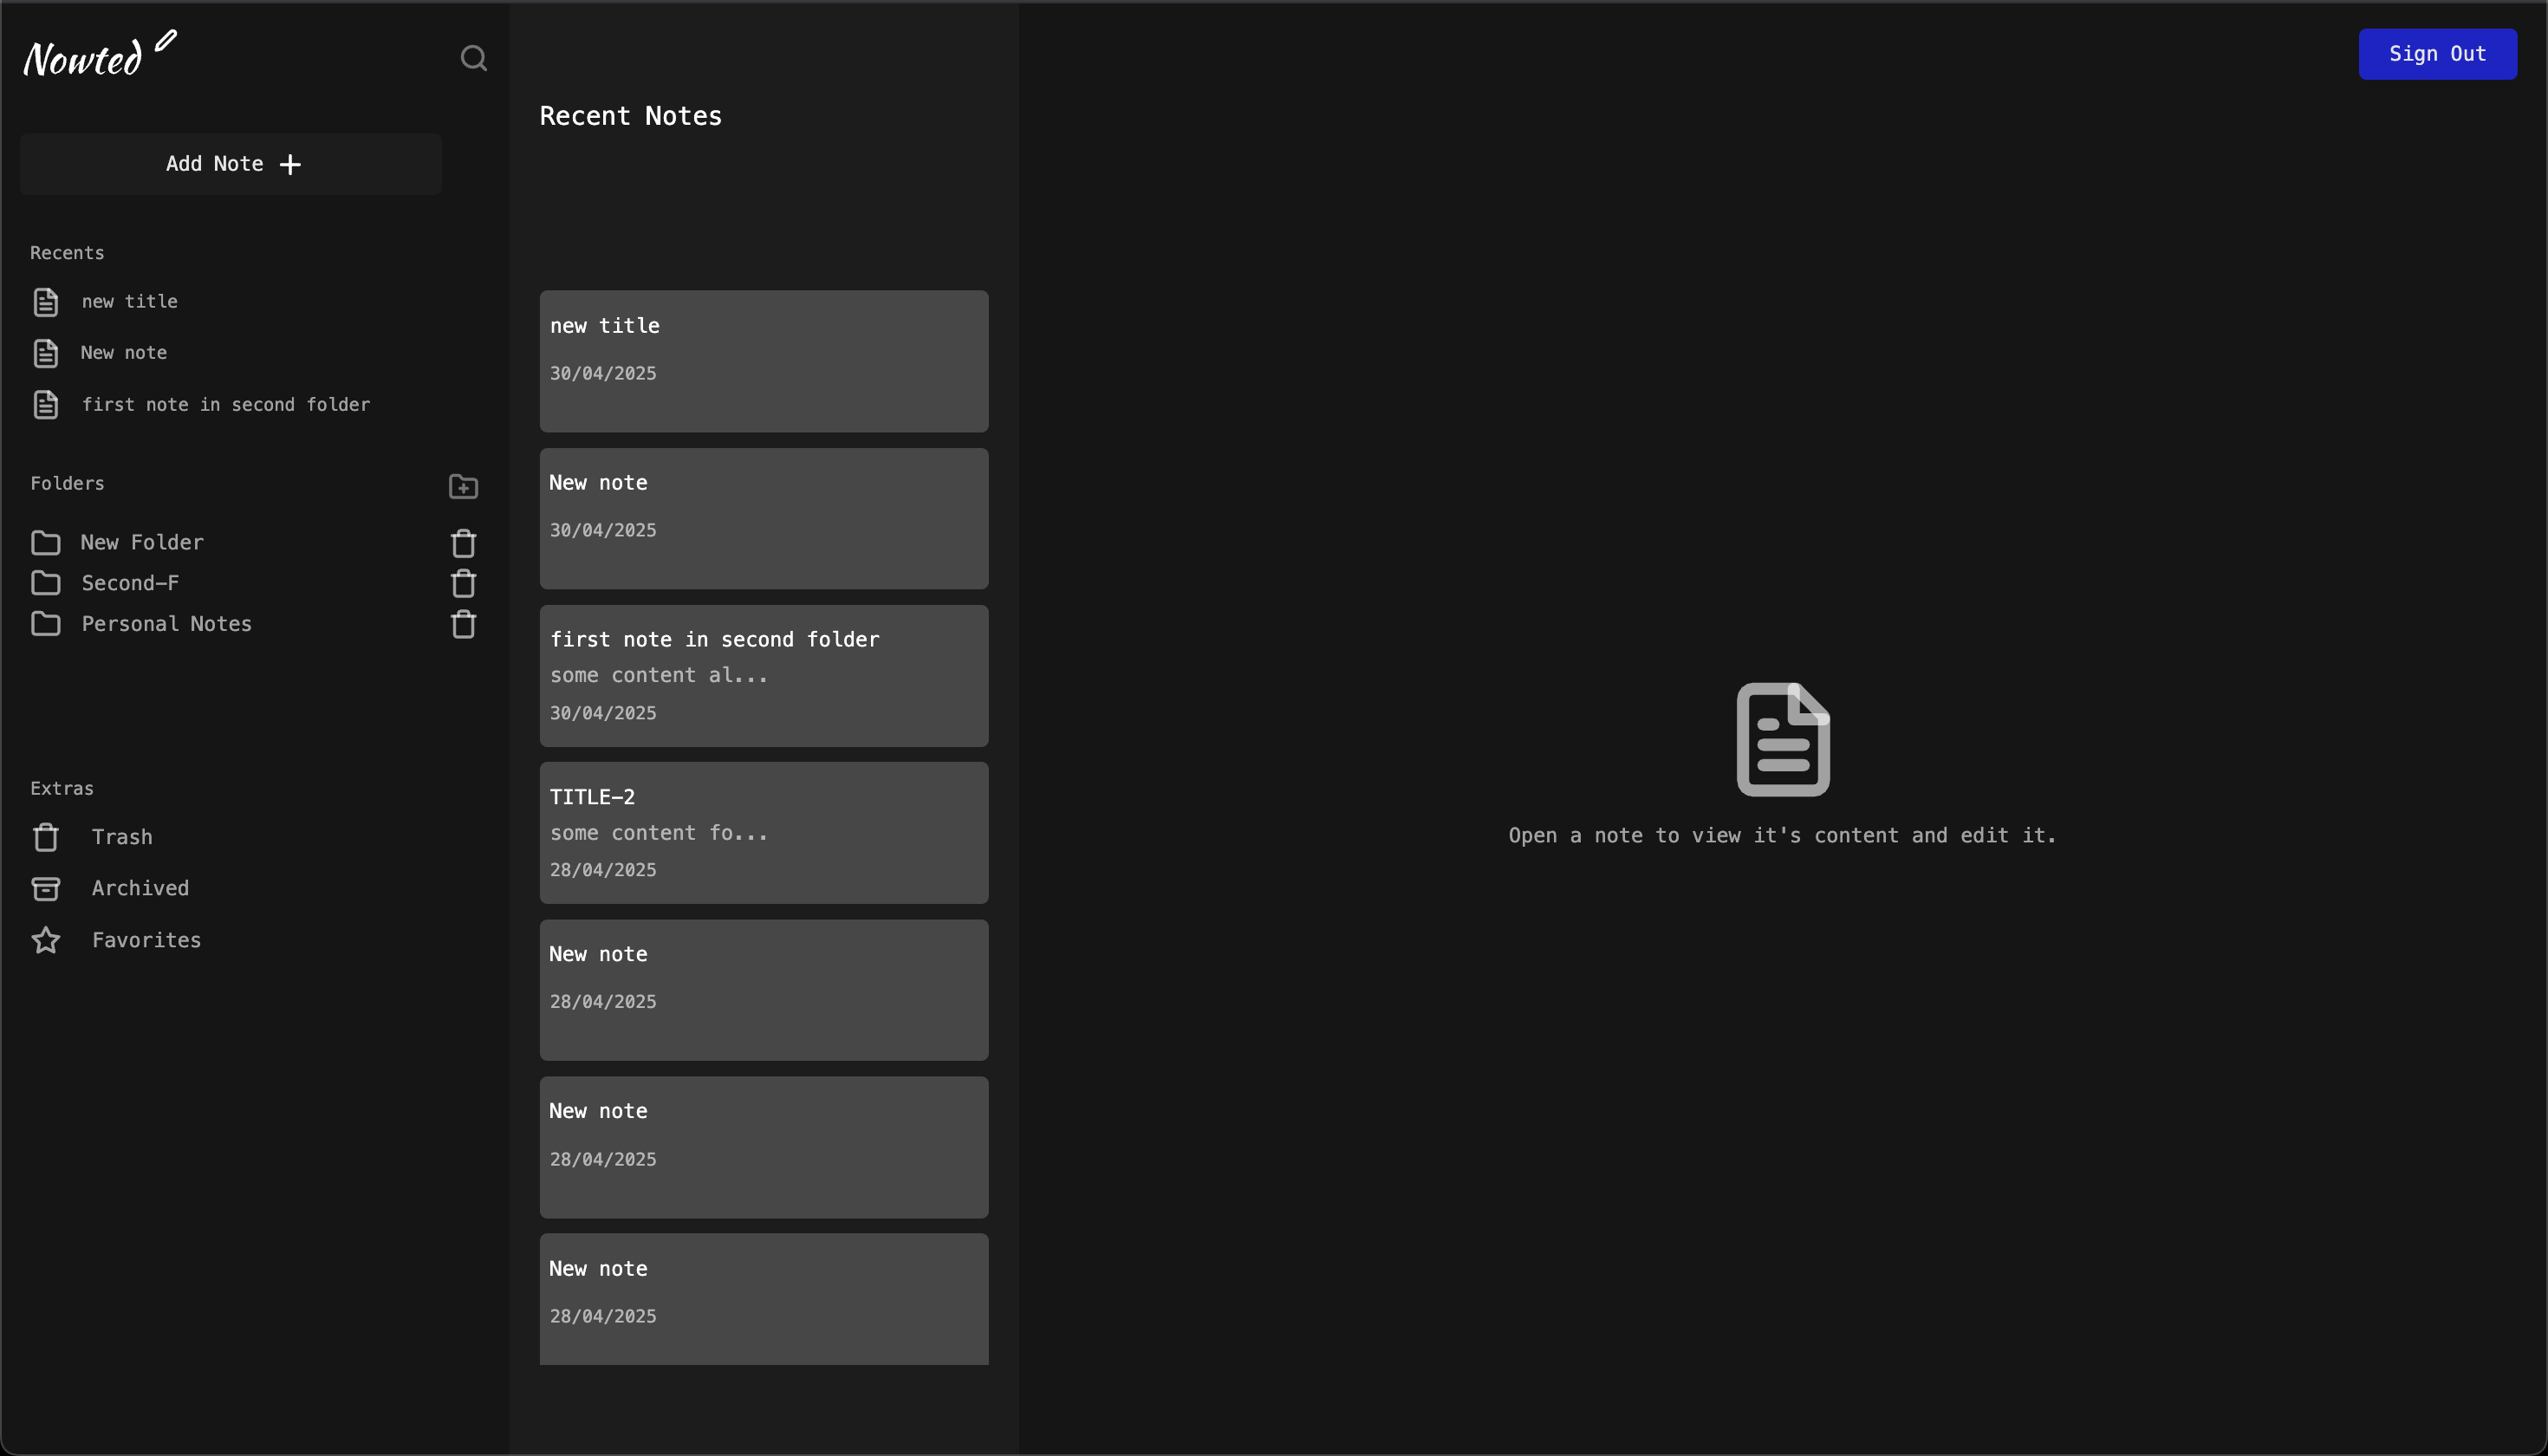 Nowted
Add Note
Recents
new title
New note
first note in second folder
Folders
New Folder
Second-F
Personal Notes
Extras
Trash
Archived
Favorites
Recent Notes
new title
30/04/2025
New note
30/04/2025
first note in second folder
some content al...
30/04/2025
TITLE-2
some content fo...
28/04/2025
New note
28/04/2025
New note
28/04/2025
New note
28/04/2025
Sign Out
Open a note to view it's content and edit it.